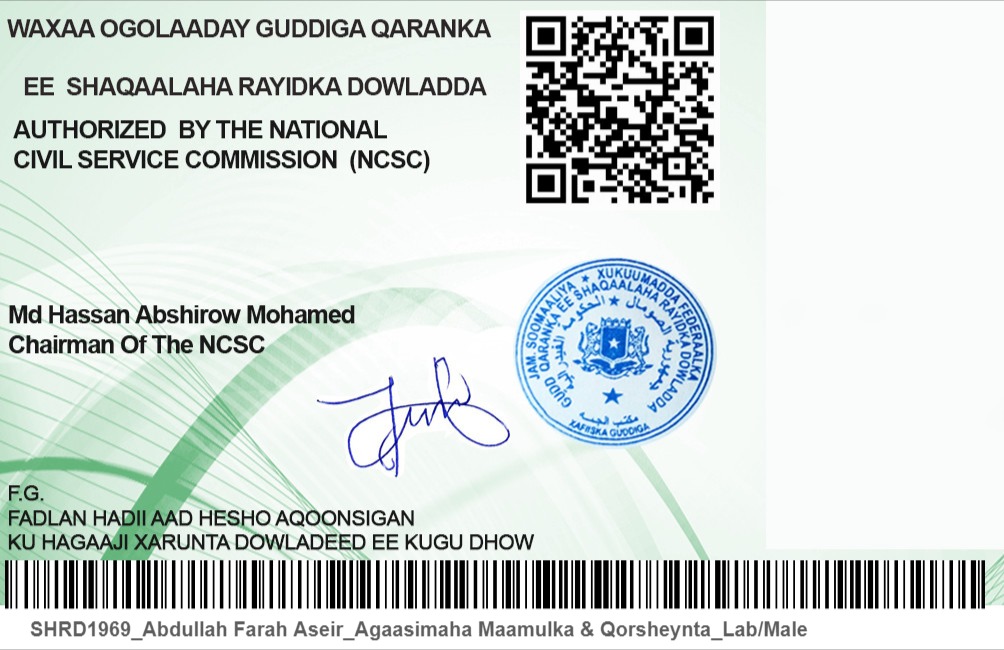 WAXAA OGOLAADAY GUDDIGA QARANKA
EE SHAQAALAHA RAYIDKA DOWLADDA
AUTHORIZED BY THE NATIONAL
CIVIL SERVICE COMMISSION (NCSC)
Md Hassan Abshirow Mohamed
Chairman Of The NCSC
JAM. SOOMAALIYA ★ XUKUUMADDA FEDERAALKA
GUDD QARANKA EE SHAQAALAHA RAYIDKA DOWLADDA
XAFIISKA GUDDIGA
F.G.
FADLAN HADII AAD HESHO AQOONSIGAN
KU HAGAAJI XARUNTA DOWLADEED EE KUGU DHOW
SHRD1969_Abdullah Farah Aseir_Agaasimaha Maamulka & Qorsheynta_Lab/Male